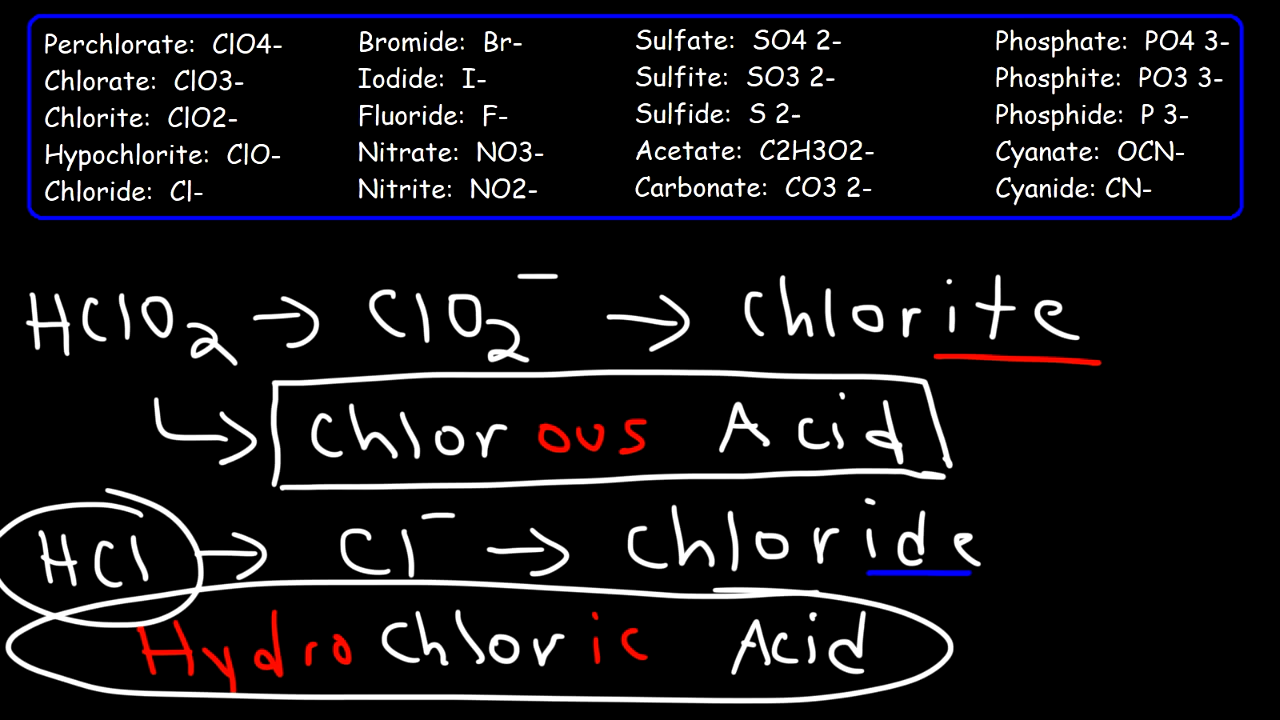 Perchlorate: ClO4- Bromide: Br- Sulfate: SO4 2- Phosphate: PO4 3-
Chlorate: ClO3- Iodide: I- Sulfite: SO3 2- Phosphite: PO3 3-
Chlorite: ClO2- Fluoride: F- Sulfide: S 2- Phosphide: P 3-
Hypochlorite: ClO- Nitrate: NO3- Acetate: C2H3O2- Cyanate: OCN-
Chloride: Cl- Nitrite: NO2- Carbonate: CO3 2- Cyanide: CN-
HClO₂ → ClO₂⁻ → Chlorite
↳ Chlorous Acid
HCl → Cl⁻ → Chloride
HydroChloric Acid